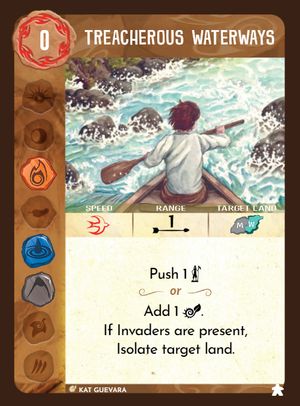 0 TREACHEROUS WATERWAYS
SPEED RANGE TARGET LAND
1 M W
Push 1
or
Add 1 .
If Invaders are present,
Isolate target land.
KAT GUEVARA